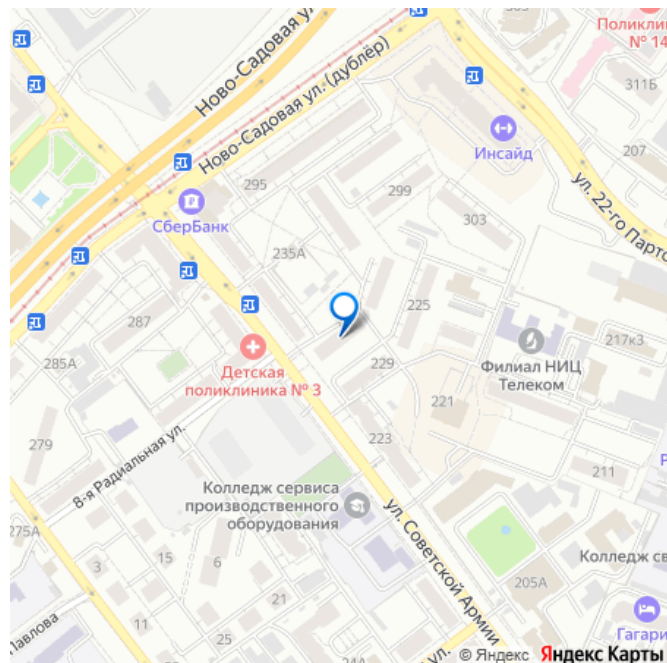 Поликли
№ 14
311Б
Ново-Садовая ул.
Ново-Садовая ул. (дублёр)
Инсайд
207
295
299
СберБанк
303
ул. 22-го Парт
235А
287
225
217к3
285А
Филиал НИЦ
Телеком
Детская
поликлиника № 3
229
221
279
223
8-я Радиальная ул.
211
Колледж сервиса
производственного
оборудования
ул. Советской Армии
275А
15
6
3
Колледж св
205А
21
11
25
Гагари
Павлова
24А
ул.
© Яндекс Яндекс Карты